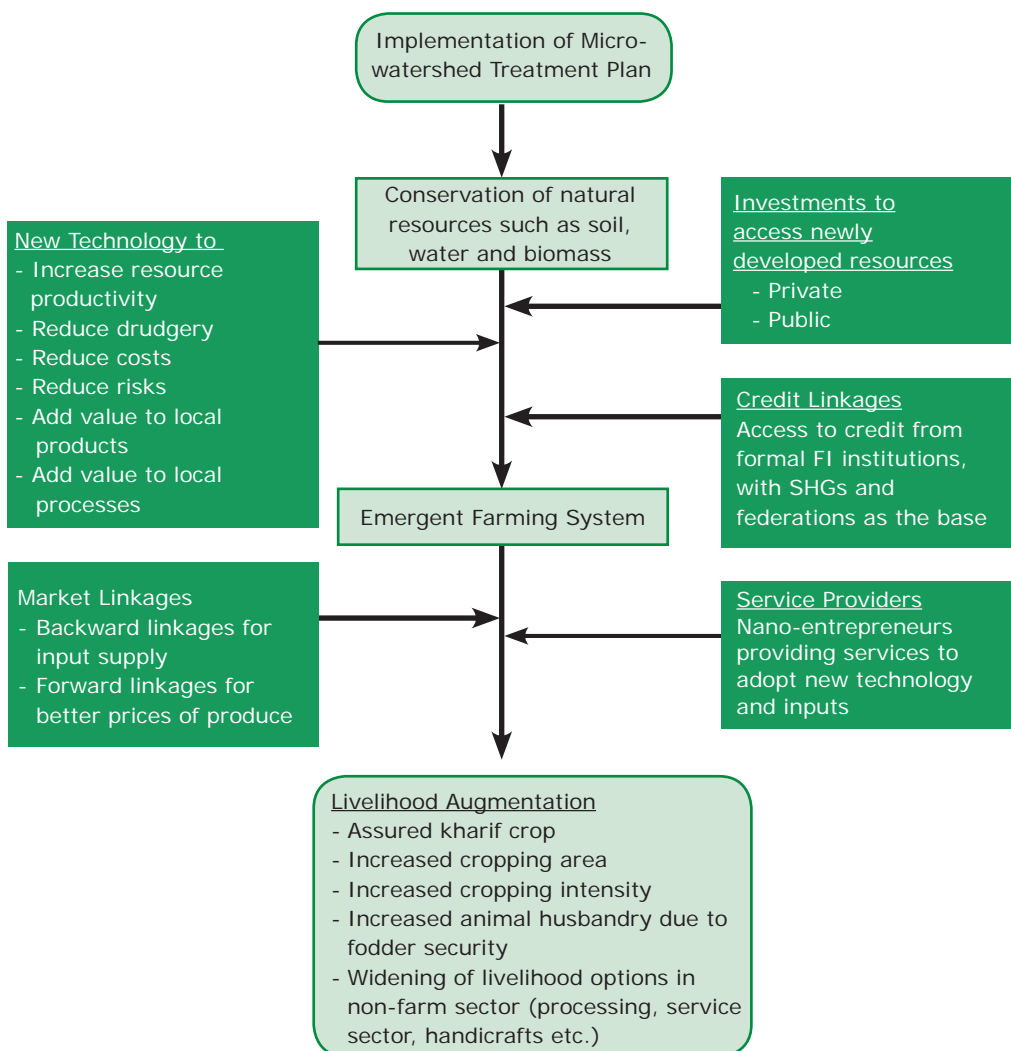 Implementation of Micro-
watershed Treatment Plan
Conservation of natural
resources such as soil,
water and biomass
New Technology to
- Increase resource
productivity
- Reduce drudgery
- Reduce costs
- Reduce risks
- Add value to local
products
- Add value to local
processes
Investments to
access newly
developed resources
- Private
- Public
Credit Linkages
Access to credit from
formal FI institutions,
with SHGs and
federations as the base
Emergent Farming System
Market Linkages
- Backward linkages for
input supply
- Forward linkages for
better prices of produce
Service Providers
Nano-entrepreneurs
providing services to
adopt new technology
and inputs
Livelihood Augmentation
- Assured kharif crop
- Increased cropping area
- Increased cropping intensity
- Increased animal husbandry due to
fodder security
- Widening of livelihood options in
non-farm sector (processing, service
sector, handicrafts etc.)